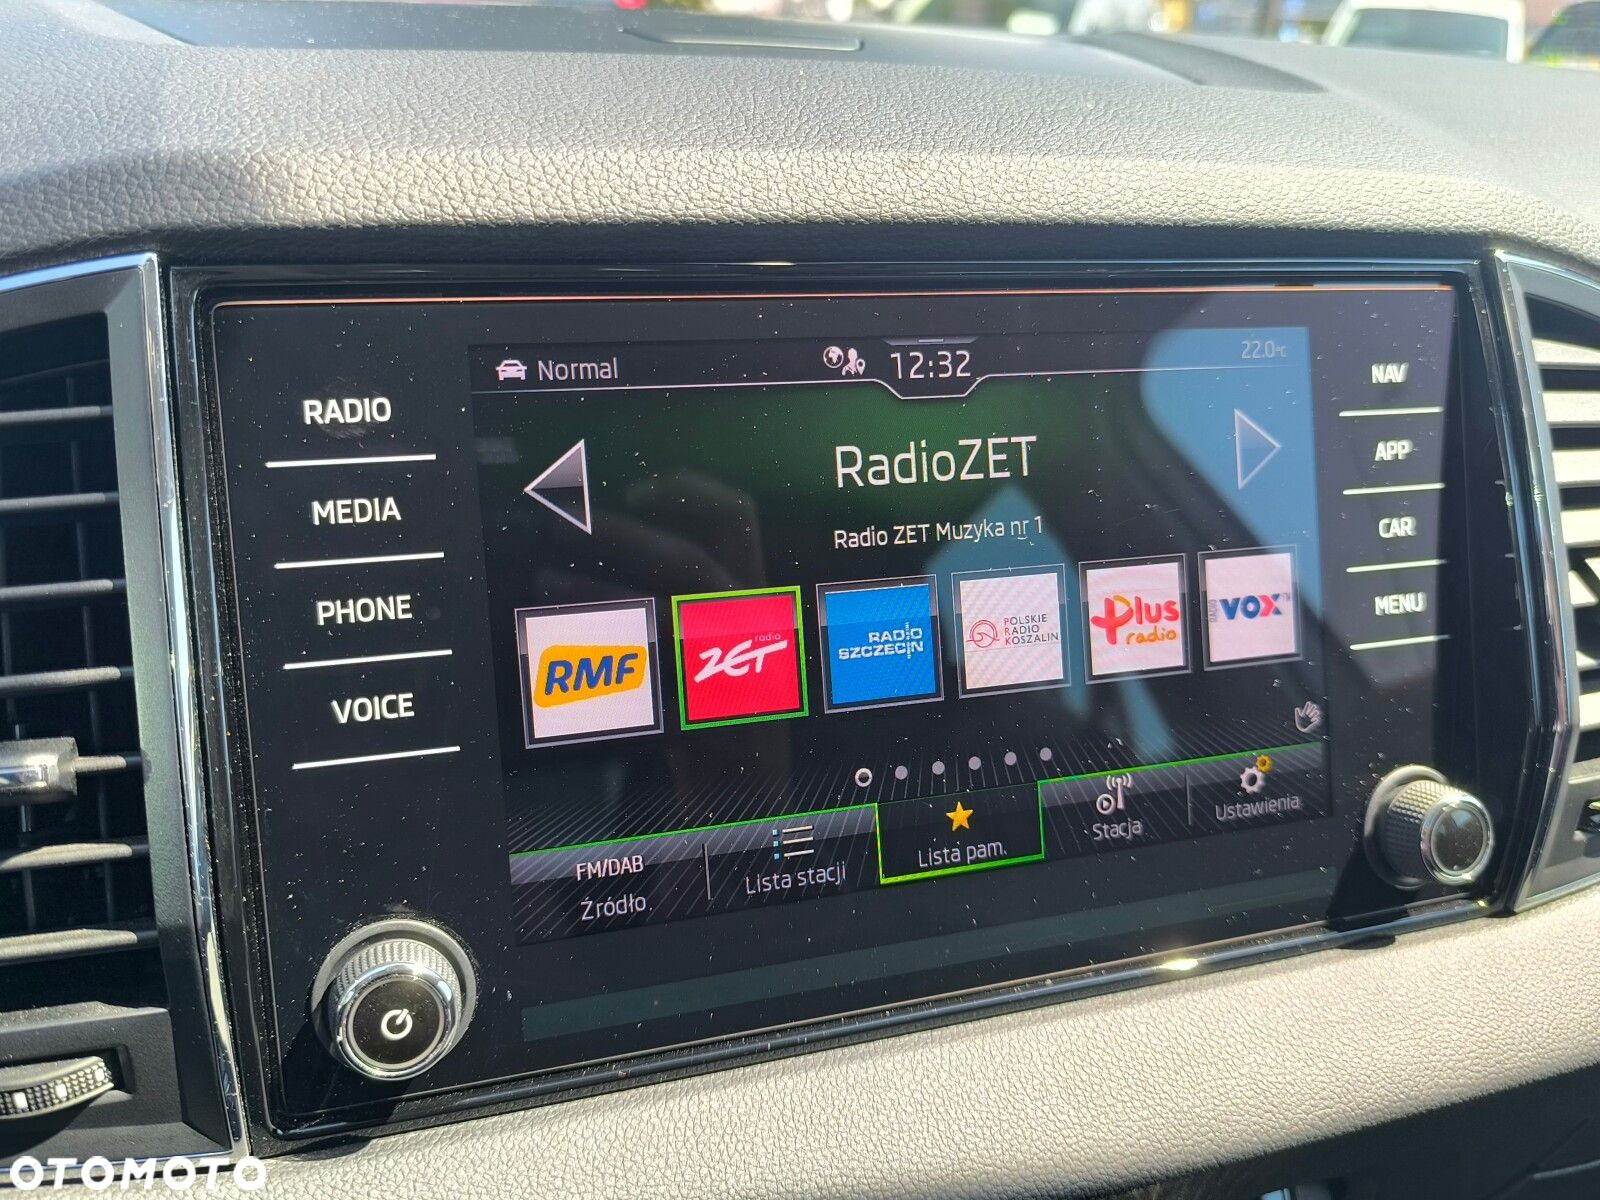 Normal
12:32
22.0°C
RADIO
MEDIA
PHONE
VOICE
NAV
APP
CAR
MENU
RadioZET
Radio ZET Muzyka nr 1
RMF
radio
ZET
RADIO
SZCZECIN
POLSKIE
RADIO
KOSZALIN
Plus
radio
RADIO
VOX
FM/DAB
Źródło
Lista stacji
Lista pam.
Stacja
Ustawienia
OTOMOTO